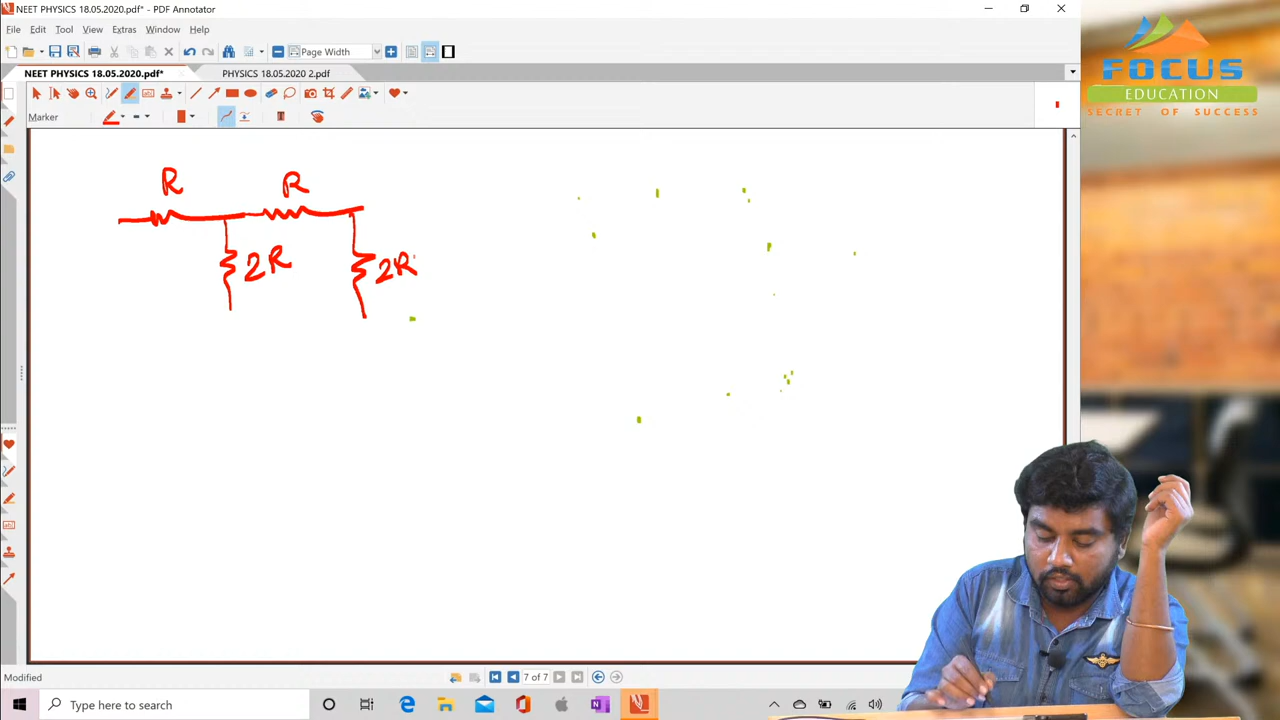 NEET PHYSICS 18.05.2020.pdf* - PDF Annotator
File Edit Tool View Extras Window Help
Page Width
NEET PHYSICS 18.05.2020.pdf* PHYSICS 18.05.2020 2.pdf
Marker
FOCUS
EDUCATION
SECRET OF SUCCESS
R R
2R 2R
Modified
7 of 7
Type here to search